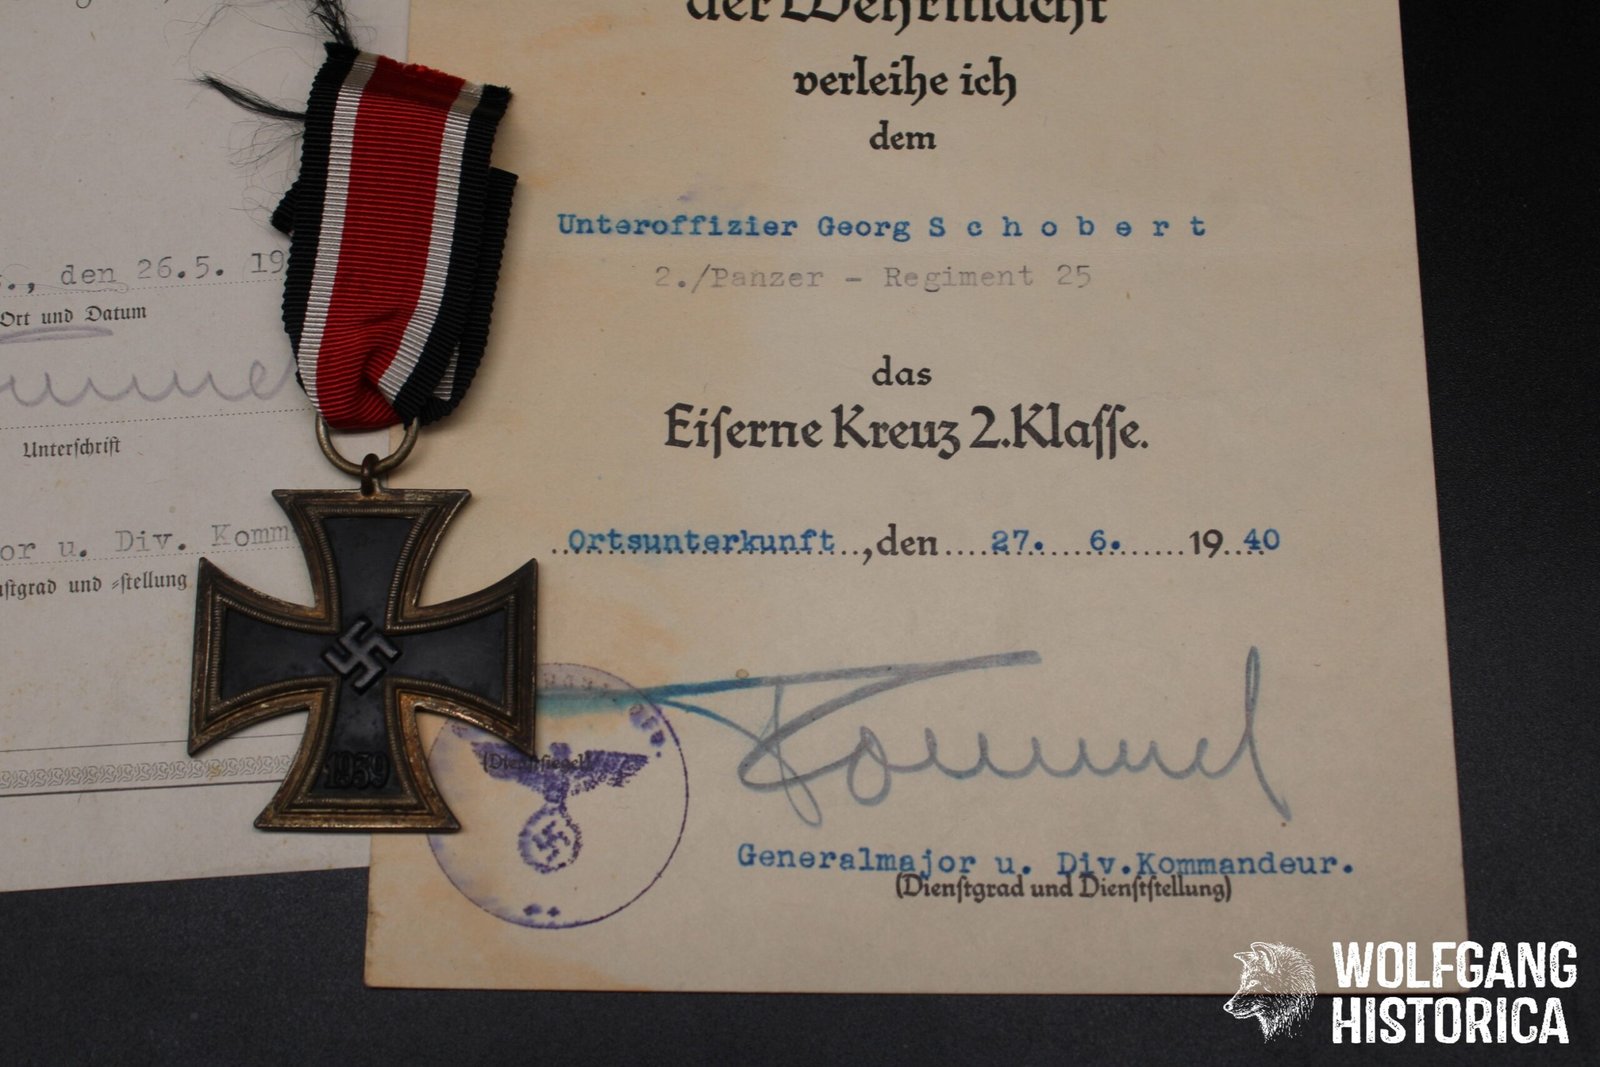 der Wehrmacht
verleihe ich
dem
Unteroffizier Georg Schobert
2./Panzer - Regiment 25
das
Eiserne Kreuz 2. Klasse.
Ortsunterkunft, den 27. 6. 1940
Rommel
(Dienstsiegel)
Generalmajor u. Div.Kommandeur.
(Dienstgrad und Dienststellung)
den 26.5. 19
Ort und Datum
Unterschrift
or u. Div. Komm
und -stellung
1939
WOLFGANG
HISTORICA